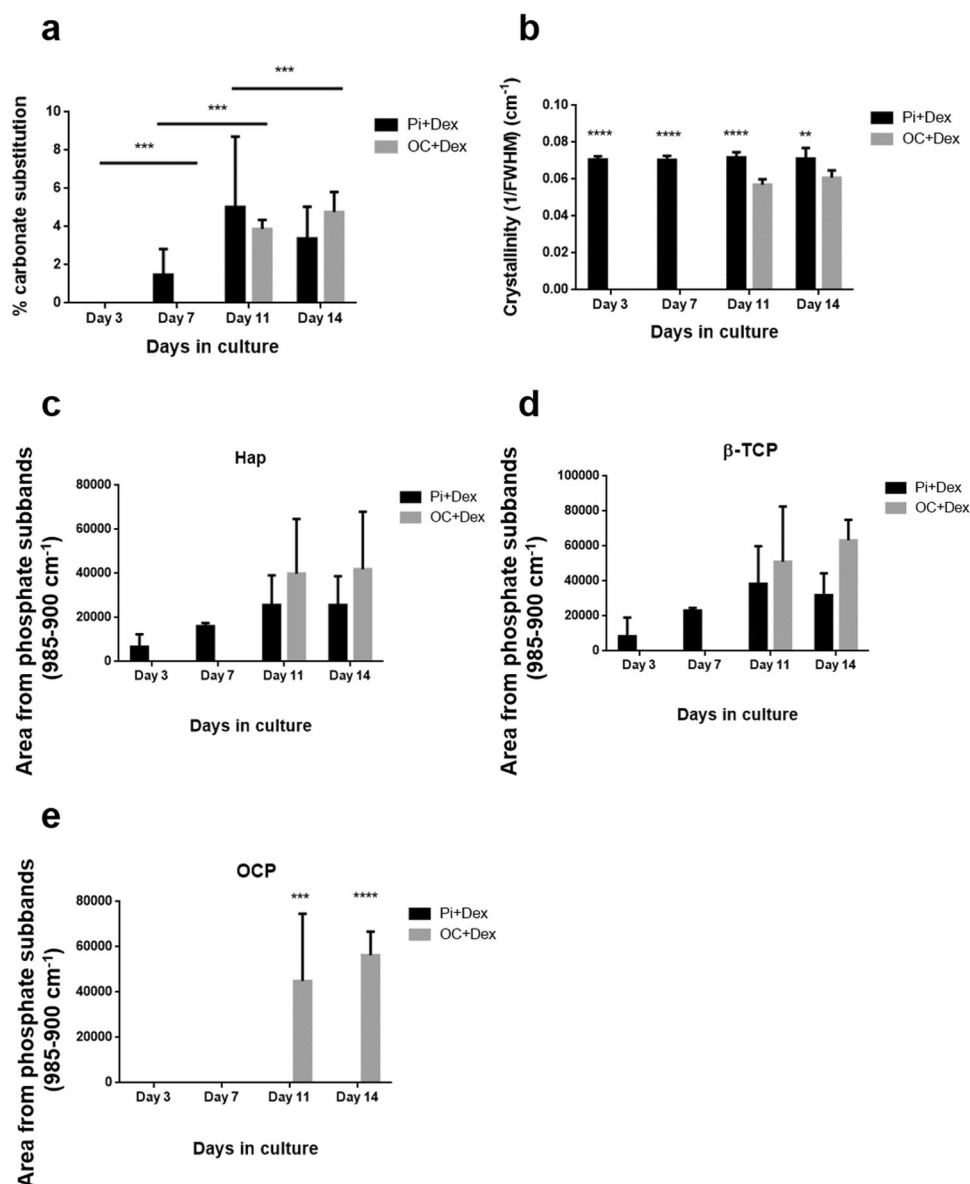 a
***
***
***
% carbonate substitution
10
8
6
4
2
0
Day 3 Day 7 Day 11 Day 14
Days in culture
Pi+Dex
OC+Dex
b
**** **** **** **
Crystallinity (1/FWHM) (cm-1)
0.10
0.08
0.06
0.04
0.02
0.00
Day 3 Day 7 Day 11 Day 14
Days in culture
Pi+Dex
OC+Dex
c
Hap
Area from phosphate subbands
(985-900 cm-1)
80000
60000
40000
20000
0
Day 3 Day 7 Day 11 Day 14
Days in culture
Pi+Dex
OC+Dex
d
β-TCP
Area from phosphate subbands
(985-900 cm-1)
100000
80000
60000
40000
20000
0
Day 3 Day 7 Day 11 Day 14
Days in culture
Pi+Dex
OC+Dex
e
OCP
*** ****
Area from phosphate subbands
(985-900 cm-1)
80000
60000
40000
20000
0
Day 3 Day 7 Day 11 Day 14
Days in culture
Pi+Dex
OC+Dex